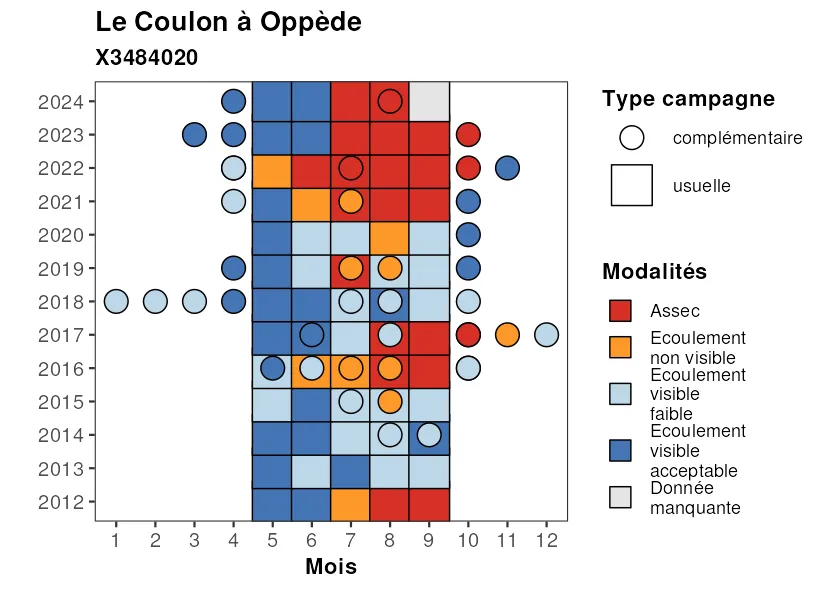 Le Coulon à Oppède
X3484020
2024
2023
2022
2021
2020
2019
2018
2017
2016
2015
2014
2013
2012
1 2 3 4 5 6 7 8 9 10 11 12
Mois
Type campagne
complémentaire
usuelle
Modalités
Assec
Ecoulement
non visible
Ecoulement
visible
faible
Ecoulement
visible
acceptable
Donnée
manquante